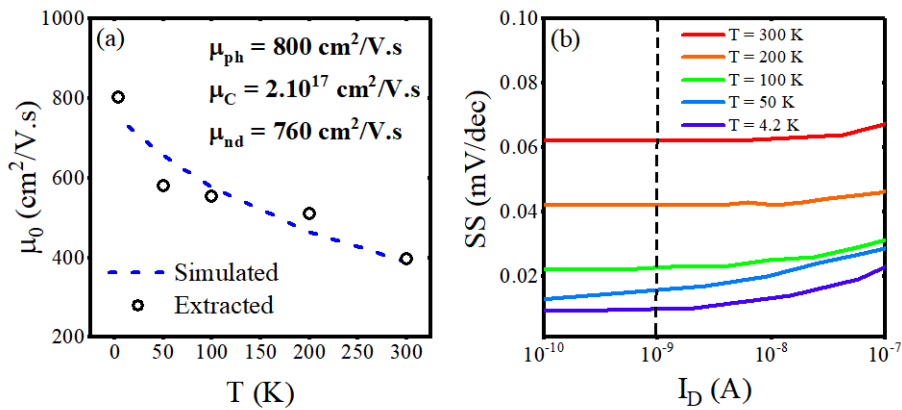 (a)
μph = 800 cm²/V.s
μC = 2.10¹⁷ cm²/V.s
μnd = 760 cm²/V.s
μ0 (cm²/V.s)
1000
800
600
400
200
Simulated
Extracted
0 50 100 150 200 250 300
T (K)
(b)
T = 300 K
T = 200 K
T = 100 K
T = 50 K
T = 4.2 K
SS (mV/dec)
0.10
0.08
0.06
0.04
0.02
10⁻¹⁰ 10⁻⁹ 10⁻⁸ 10⁻⁷
ID (A)